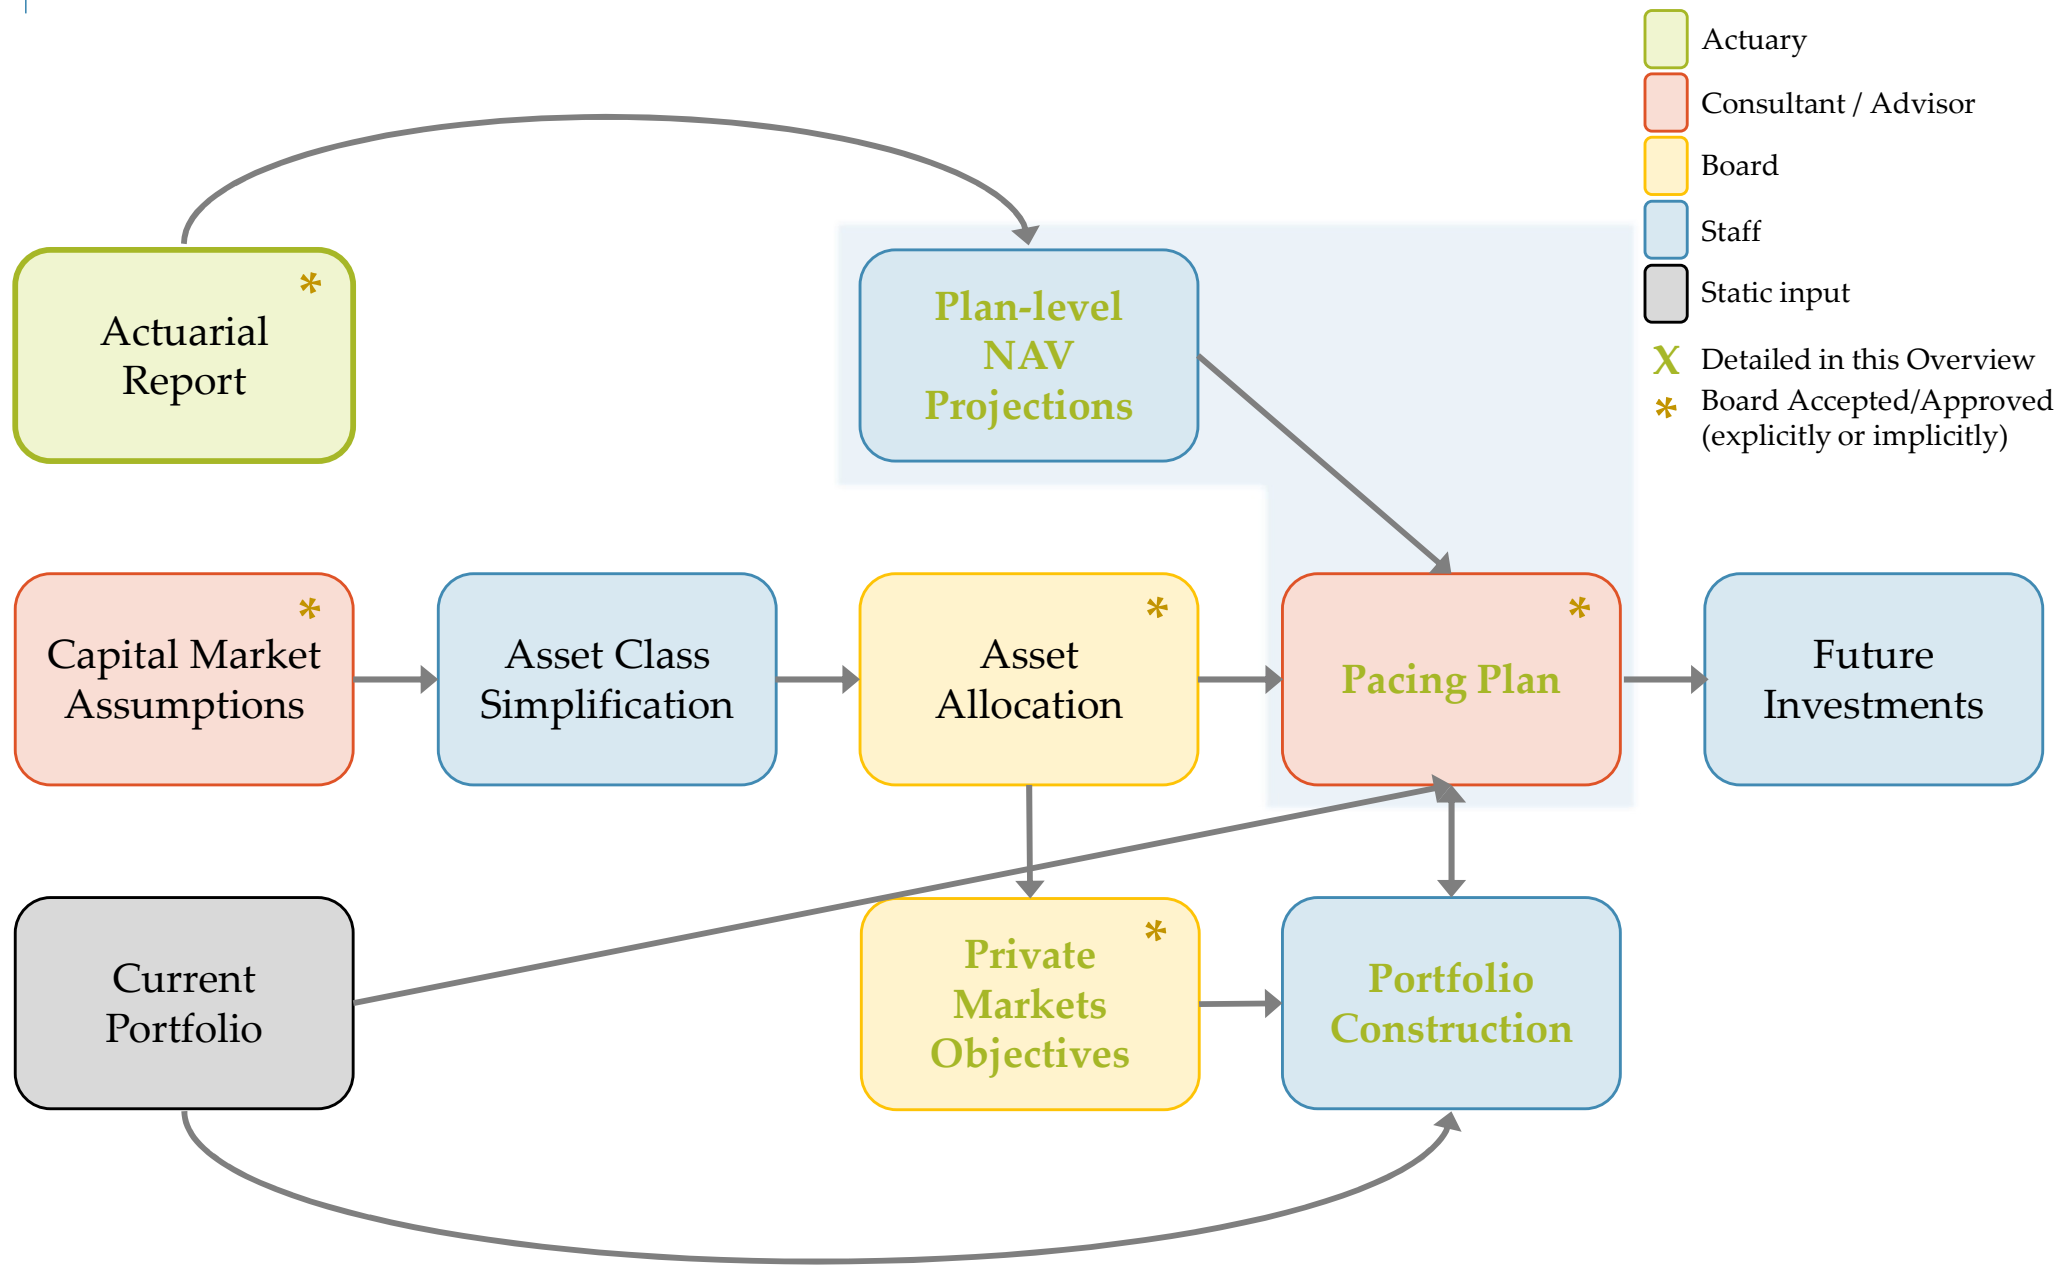 Actuary
Consultant / Advisor
Board
Staff
Static input
X Detailed in this Overview
* Board Accepted/Approved
(explicitly or implicitly)
*
Actuarial
Report
Plan-level
NAV
Projections
*
Capital Market
Assumptions
Asset Class
Simplification
*
Asset
Allocation
*
Pacing Plan
Future
Investments
Current
Portfolio
*
Private
Markets
Objectives
Portfolio
Construction